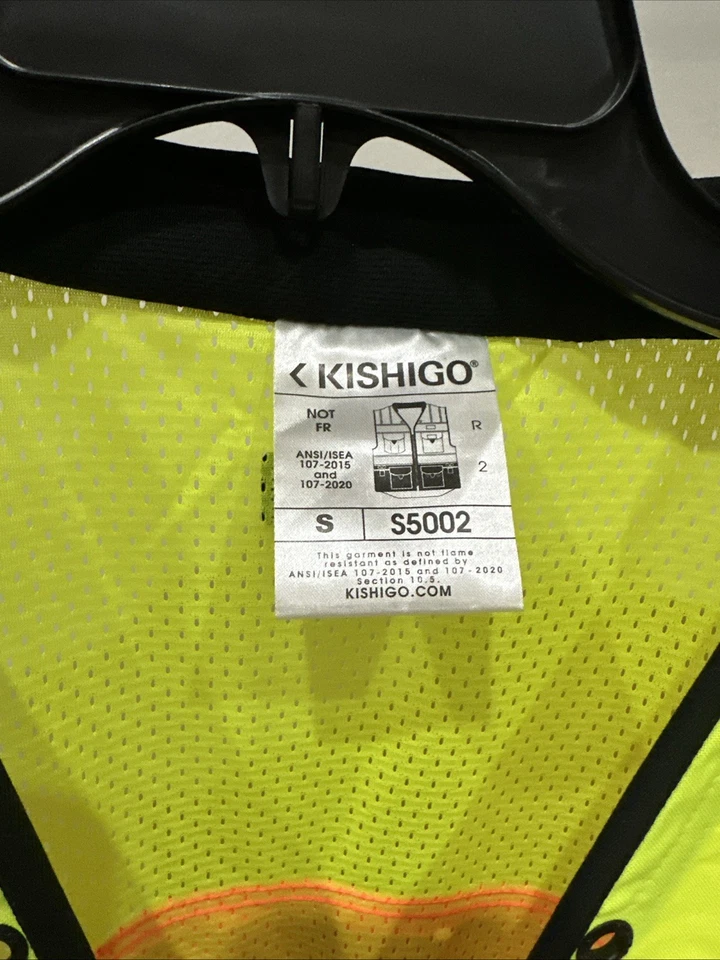 KISHIGO®
NOT
FR
R
ANSI/ISEA
107-2015
and
107-2020
2
S
S5002
This garment is not flame
resistant as defined by
ANSI/ISEA 107-2015 and 107-2020
Section 10.5.
KISHIGO.COM